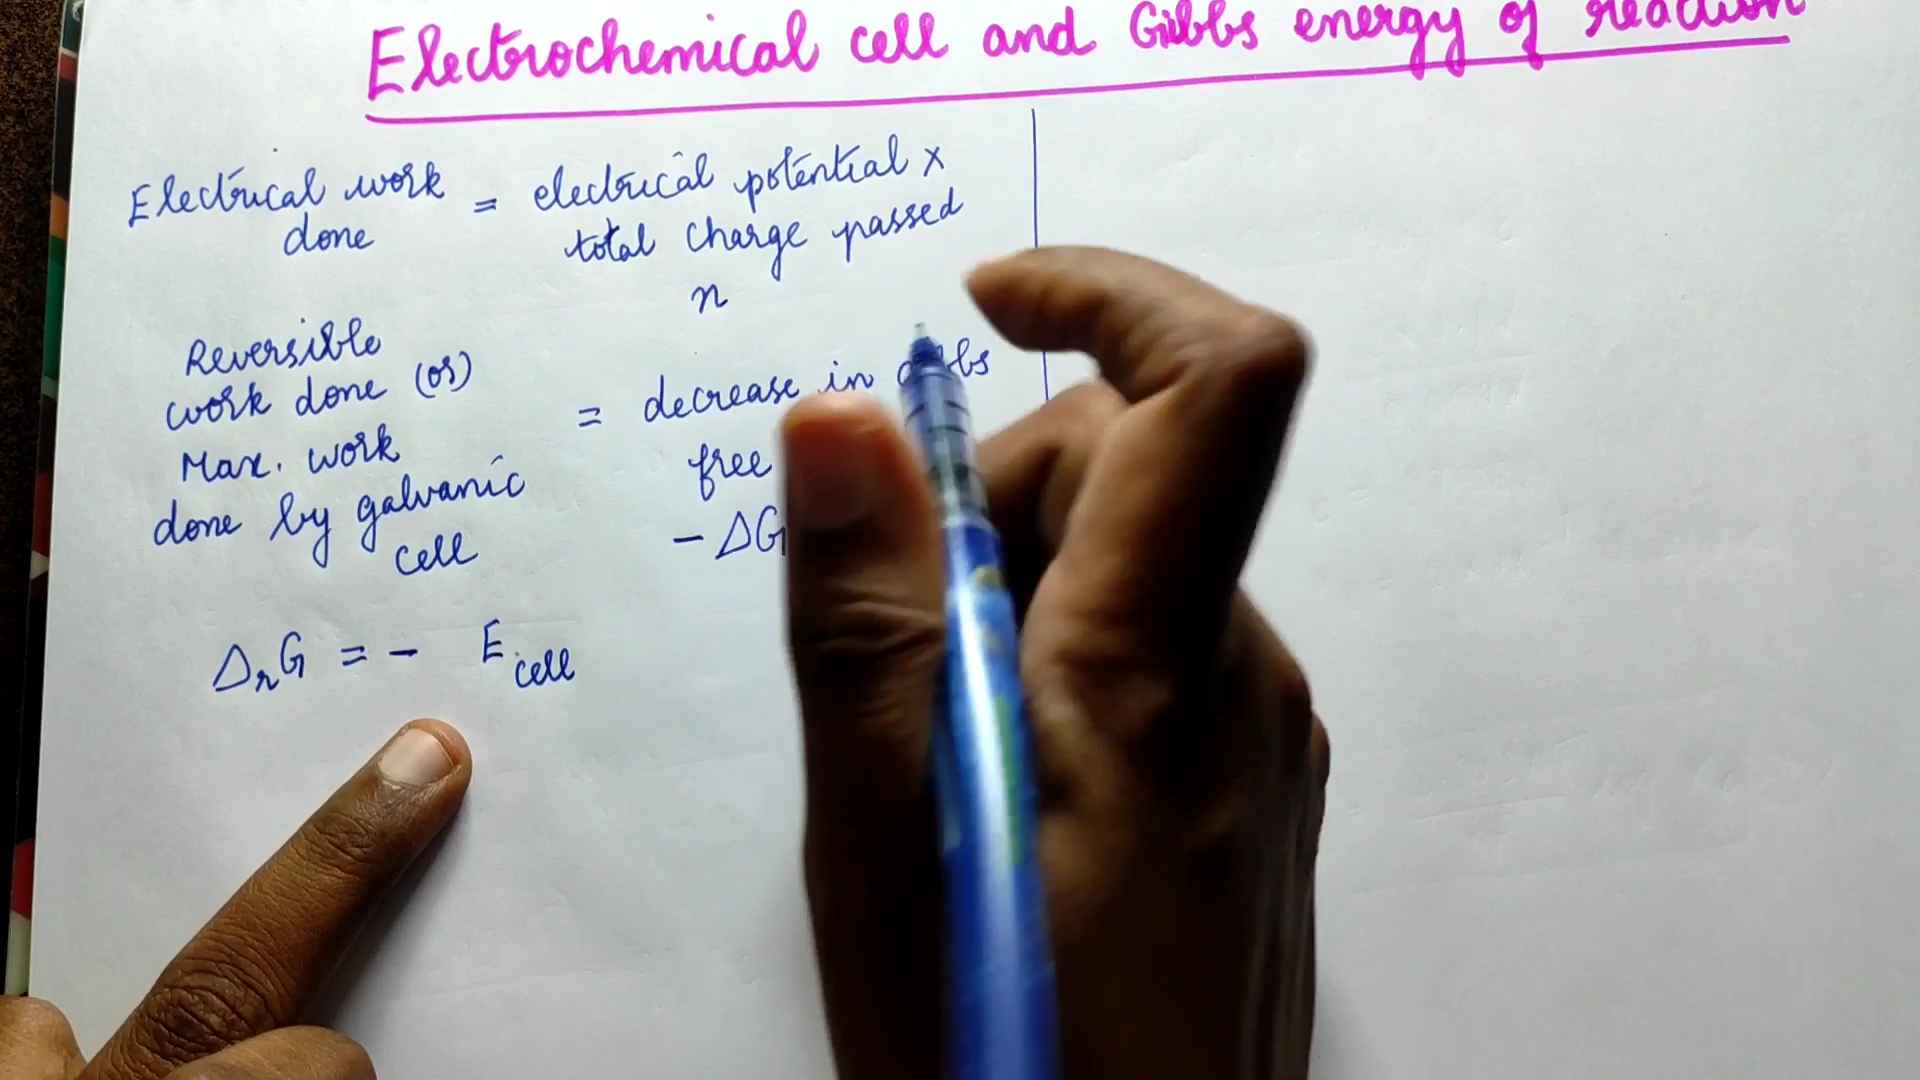 Electrochemical cell and Gibbs energy of reaction
Electrical work = electrical potential x
done total charge passed
n
Reversible
work done (or) = decrease in
Max. work free
done by galvanic - ΔG
cell
ΔrG = - E cell